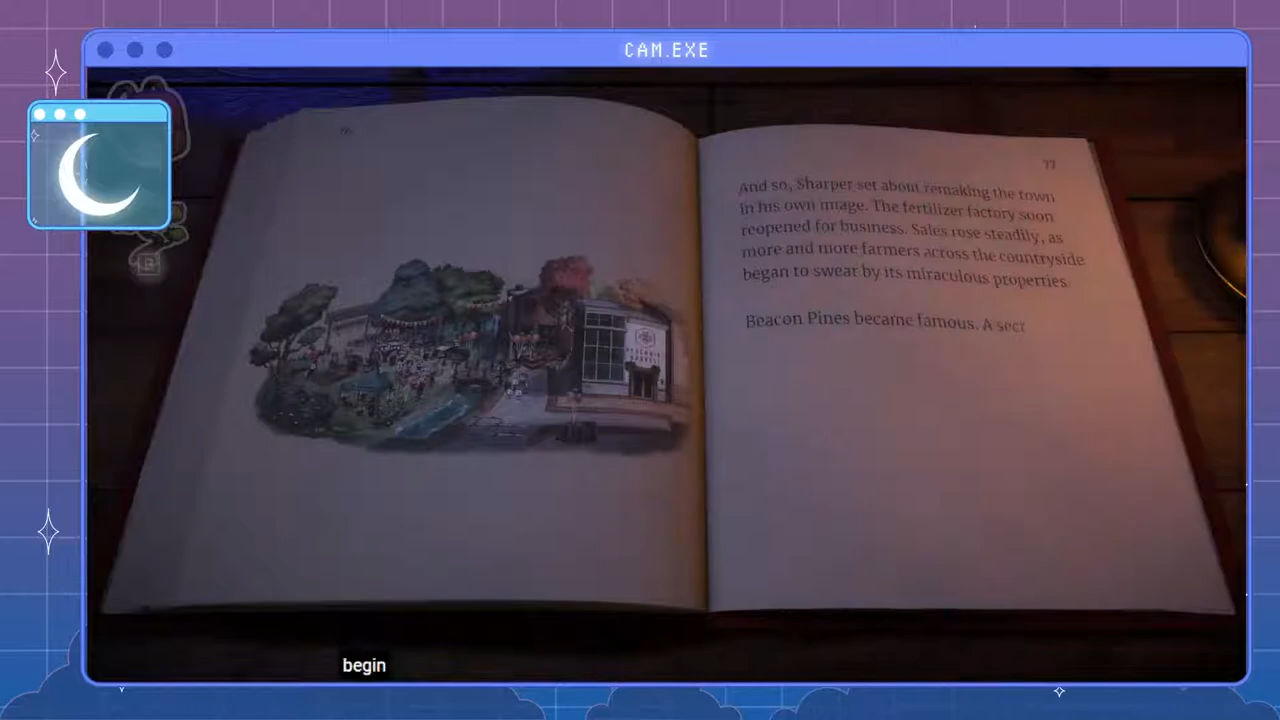 CAM.EXE
77
And so, Sharper set about remaking the town
in his own image. The fertilizer factory soon
reopened for business. Sales rose steadily, as
more and more farmers across the countryside
began to swear by its miraculous properties.
Beacon Pines became famous. A secr
begin